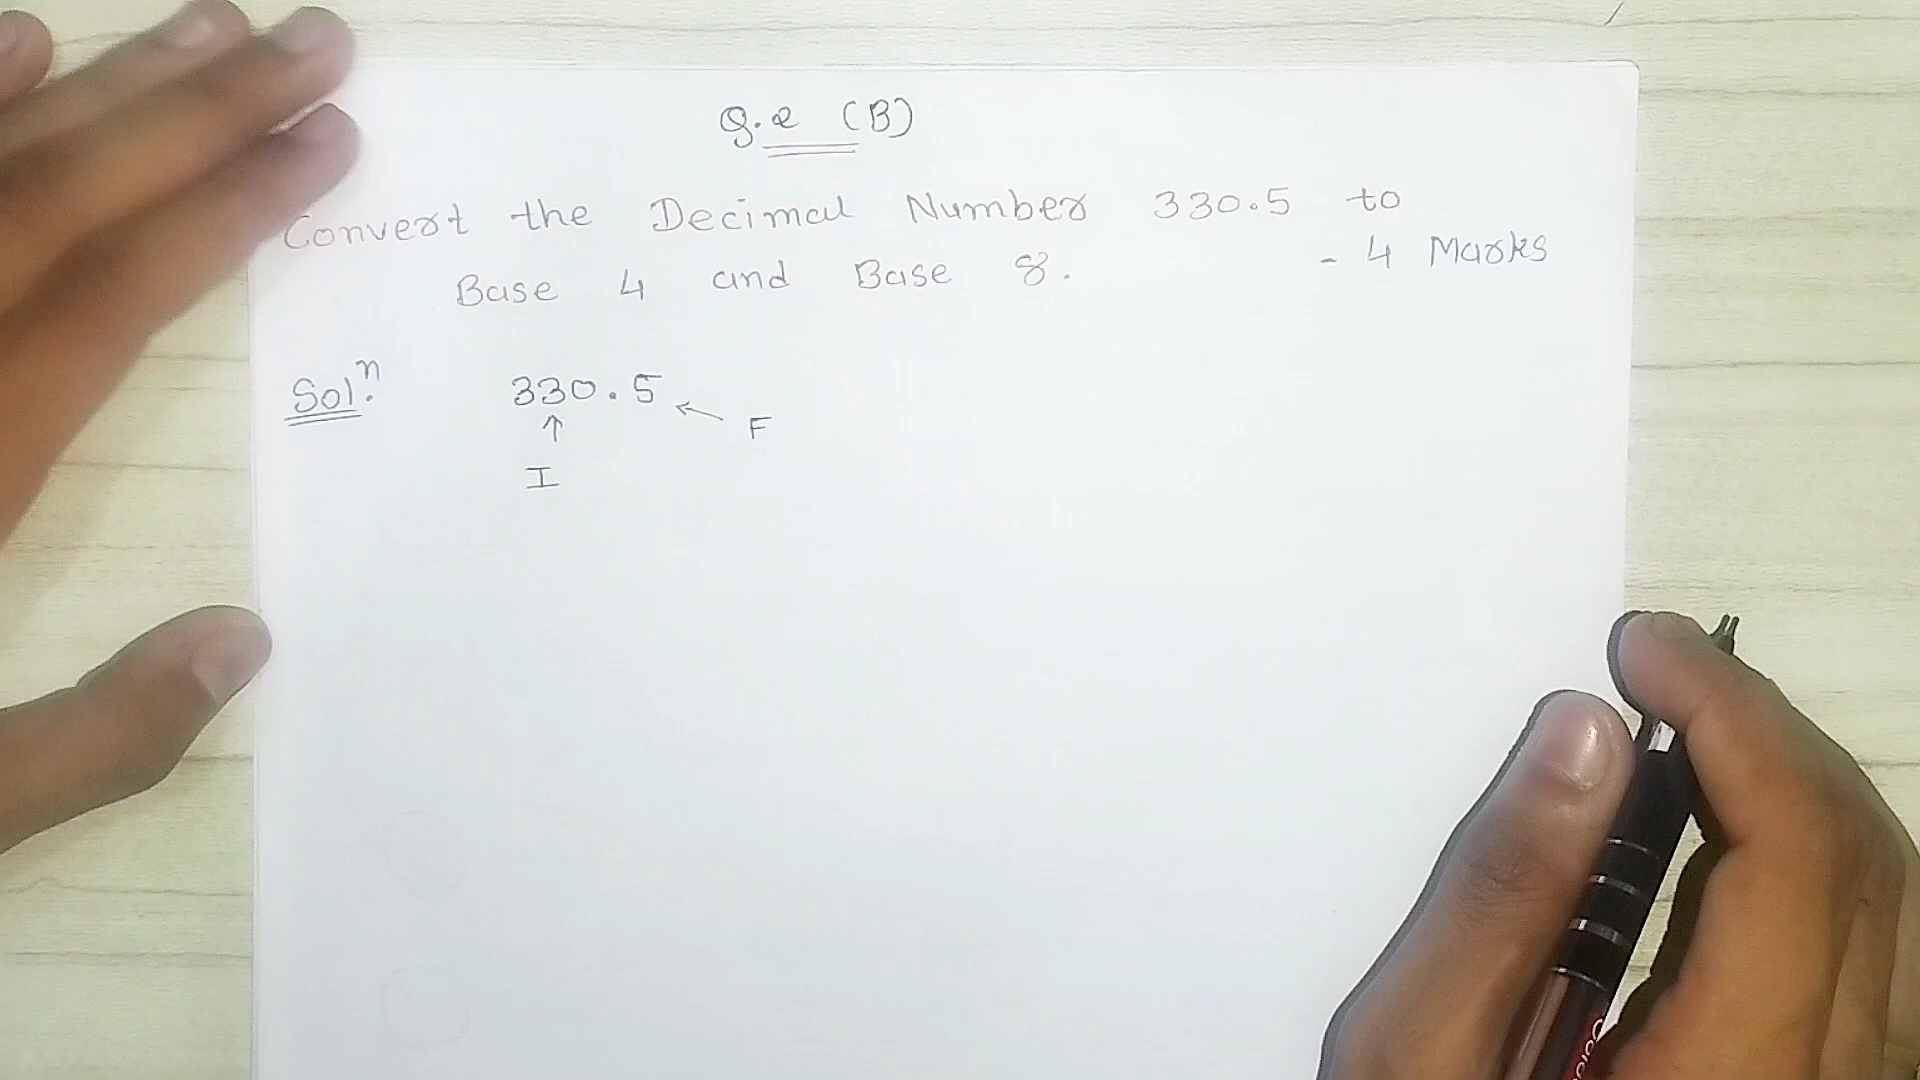 Q.2 (B)
Convert the Decimal Number 330.5 to
Base 4 and Base 8. - 4 Marks
Solⁿ. 330.5
F
I